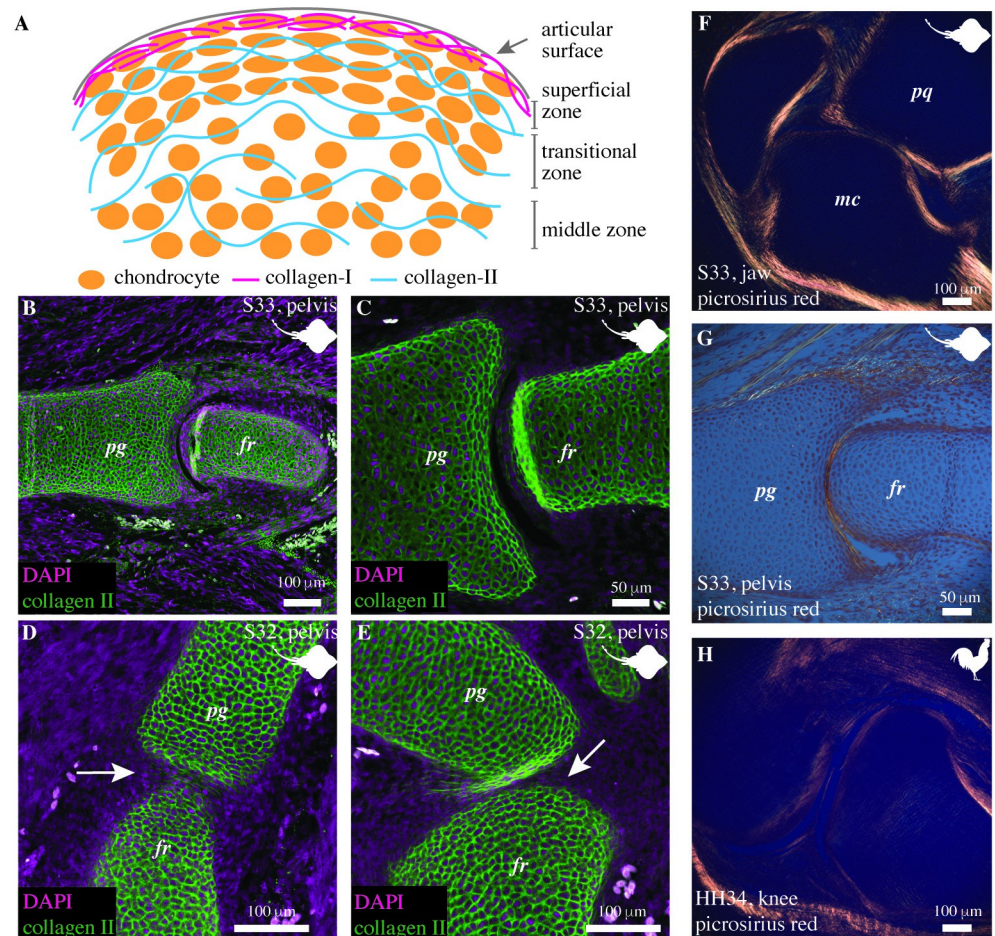 A
articular
surface
superficial
zone
transitional
zone
middle zone
chondrocyte collagen-I collagen-II
B
S33, pelvis
pg
fr
DAPI
collagen II
100 μm
C
S33, pelvis
pg
fr
DAPI
collagen II
50 μm
D
S32, pelvis
pg
fr
DAPI
collagen II
100 μm
E
S32, pelvis
pg
fr
DAPI
collagen II
100 μm
F
pq
mc
S33, jaw
picrosirius red
100 μm
G
pg
fr
S33, pelvis
picrosirius red
50 μm
H
HH34, knee
picrosirius red
100 μm